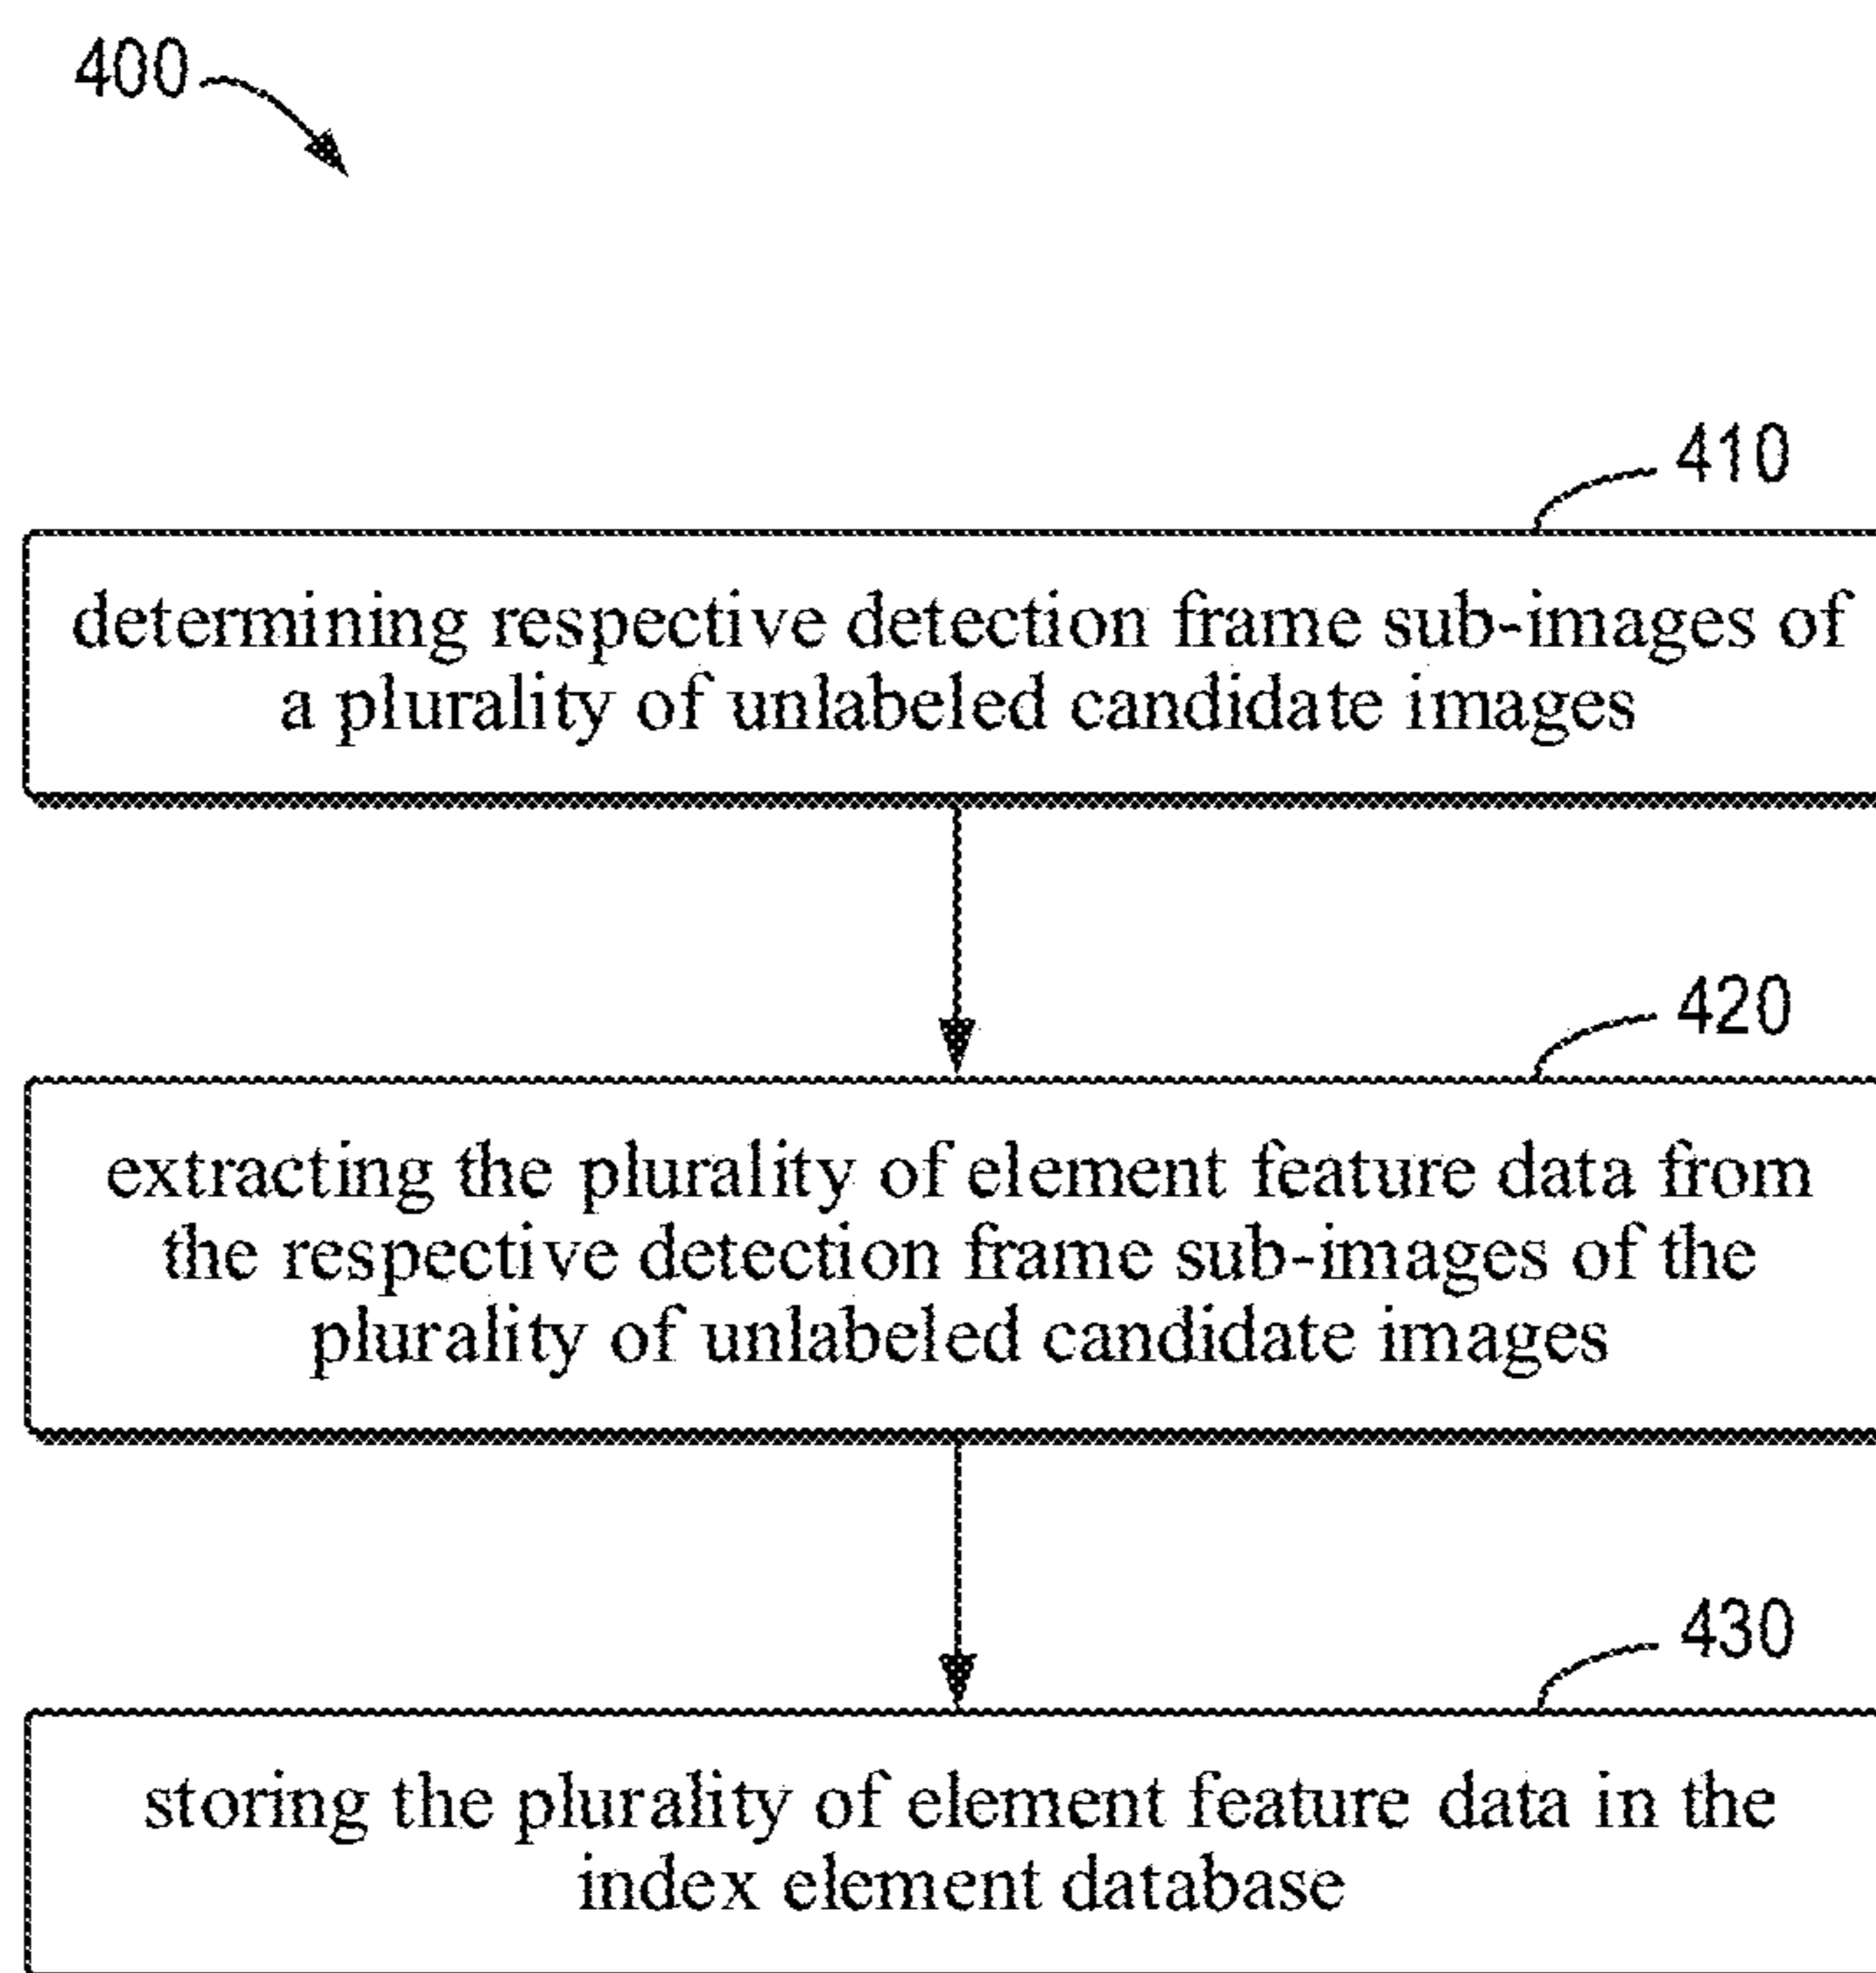 400
410
determining respective detection frame sub-images of
a plurality of unlabeled candidate images
420
extracting the plurality of element feature data from
the respective detection frame sub-images of the
plurality of unlabeled candidate images
430
storing the plurality of element feature data in the
index element database